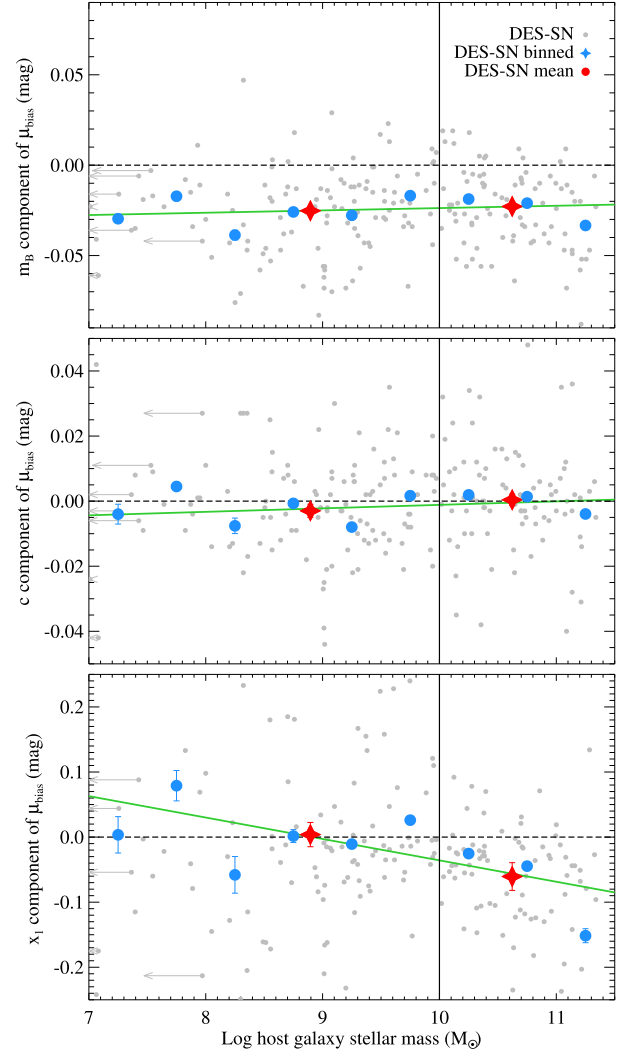 DES-SN
DES-SN binned
DES-SN mean
0.05
0.00
-0.05
m_B component of μ_bias (mag)
0.04
0.02
0.00
-0.02
-0.04
c component of μ_bias (mag)
0.2
0.1
0.0
-0.1
-0.2
x_1 component of μ_bias (mag)
7 8 9 10 11
Log host galaxy stellar mass (M_⊙)